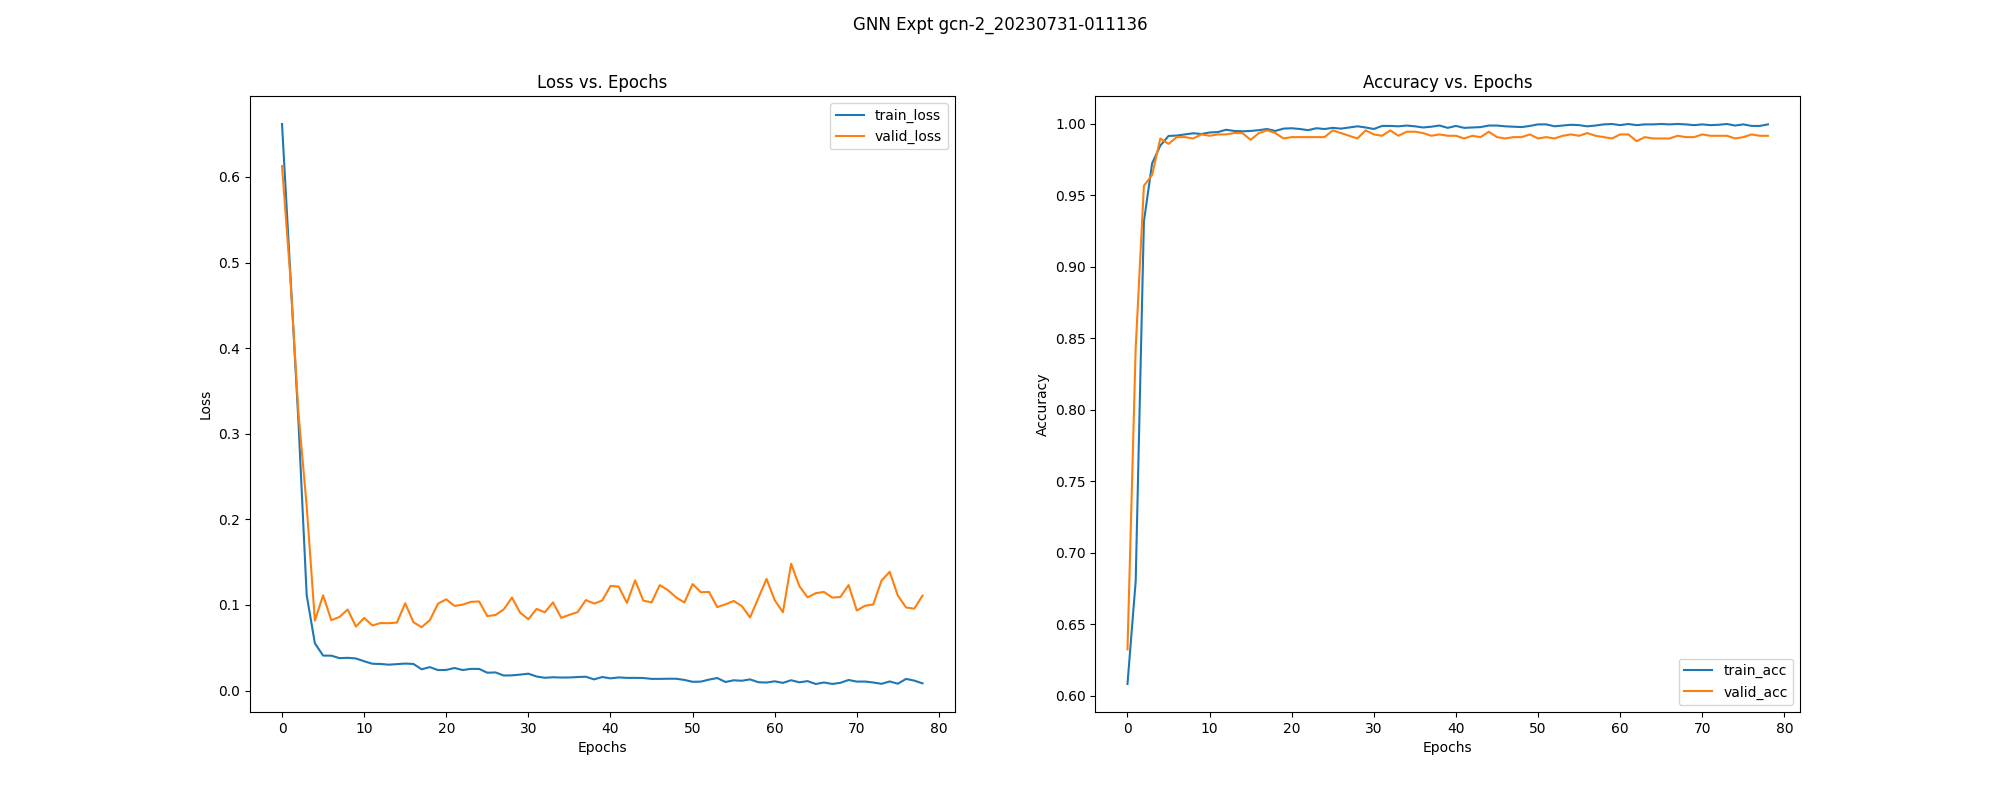 GNN Expt gcn-2_20230731-011136
Loss vs. Epochs
train_loss
valid_loss
0.6
0.5
0.4
0.3
0.2
0.1
0.0
Loss
0 10 20 30 40 50 60 70 80
Epochs
Accuracy vs. Epochs
1.00
0.95
0.90
0.85
0.80
0.75
0.70
0.65
0.60
Accuracy
train_acc
valid_acc
0 10 20 30 40 50 60 70 80
Epochs